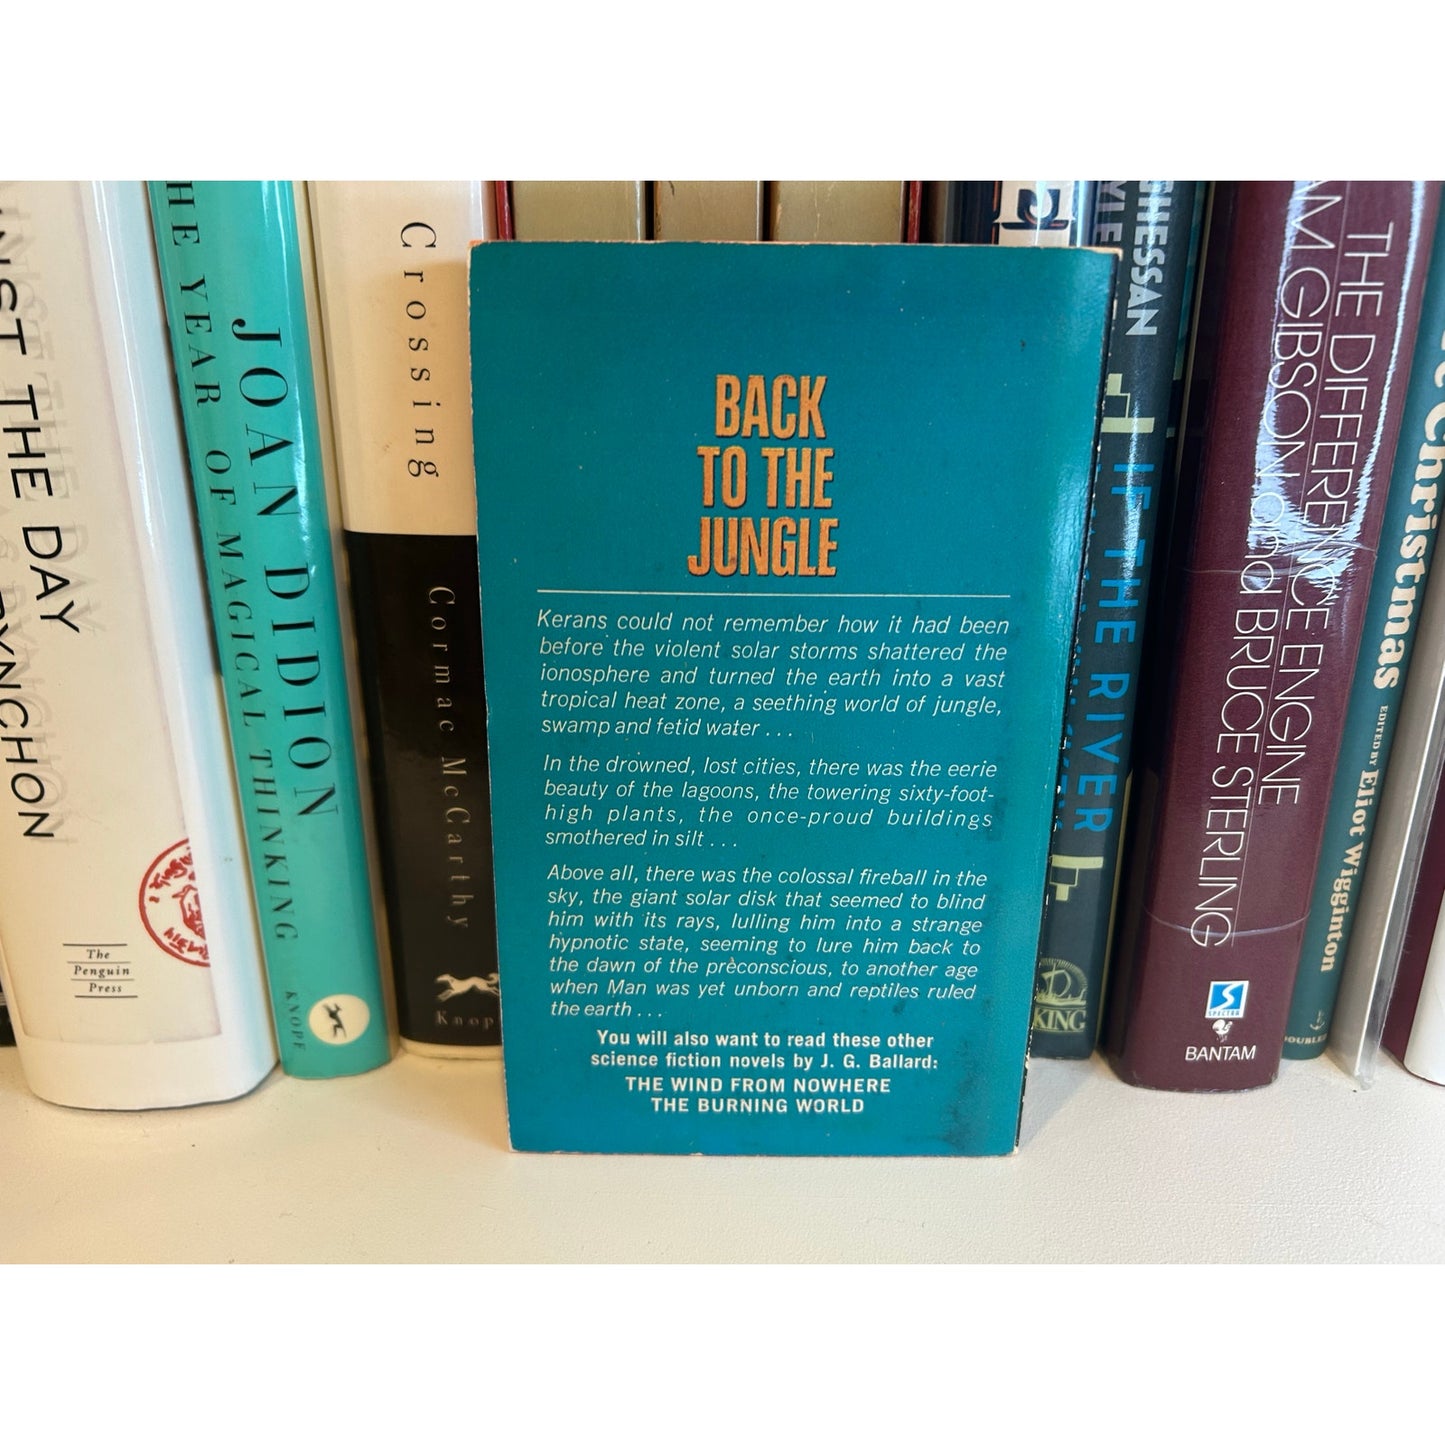 INST THE DAY
PYNCHON
The
Penguin
Press
THE YEAR OF MAGICAL THINKING
JOAN DIDION
KNOPF
Crossing
Cormac McCarthy
Knop
BACK
TO THE
JUNGLE
Kerans could not remember how it had been
before the violent solar storms shattered the
ionosphere and turned the earth into a vast
tropical heat zone, a seething world of jungle,
swamp and fetid water . . .
In the drowned, lost cities, there was the eerie
beauty of the lagoons, the towering sixty-foot-
high plants, the once-proud buildings
smothered in silt . . .
Above all, there was the colossal fireball in the
sky, the giant solar disk that seemed to blind
him with its rays, lulling him into a strange
hypnotic state, seeming to lure him back to
the dawn of the preconscious, to another age
when Man was yet unborn and reptiles ruled
the earth . . .
You will also want to read these other
science fiction novels by J. G. Ballard:
THE WIND FROM NOWHERE
THE BURNING WORLD
GHESSAN
IF THE RIVER
KING
THE DIFFERENCE ENGINE
AM GIBSON and BRUCE STERLING
SPECTRA
BANTAM
Christmas
EDITED BY Eliot Wigginton
DOUBLE